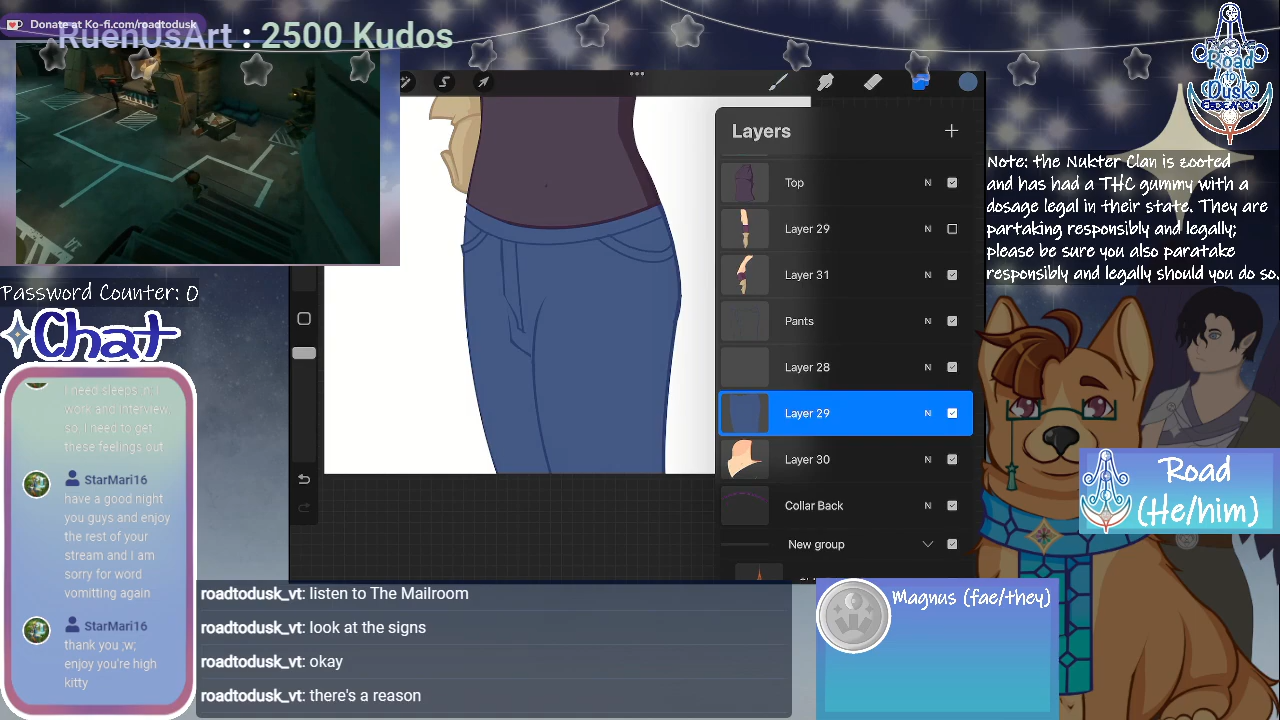 Donate at Ko-fi.com/roadtodusk
RuenUsArt : 2500 Kudos
Road
to
Dusk
Layers
Top N
Layer 29 N
Layer 31 N
Pants N
Layer 28 N
Layer 29 N
Layer 30 N
Collar Back N
New group
Note: the Nukter Clan is zooted
and has had a THC gummy with a
dosage legal in their state. They are
partaking responsibly and legally;
please be sure you also paratake
responsibly and legally should you do so.
Password Counter: 0
Chat
I need sleeps n I
work and interview
so. I need to get
these feelings out
StarMari16
have a good night
you guys and enjoy
the rest of your
stream and I am
sorry for word
vomitting again
StarMari16
thank you ;w;
enjoy you're high
kitty
roadtodusk_vt: listen to The Mailroom
roadtodusk_vt: look at the signs
roadtodusk_vt: okay
roadtodusk_vt: there's a reason
Road
(He/him)
Magnus (fae/they)